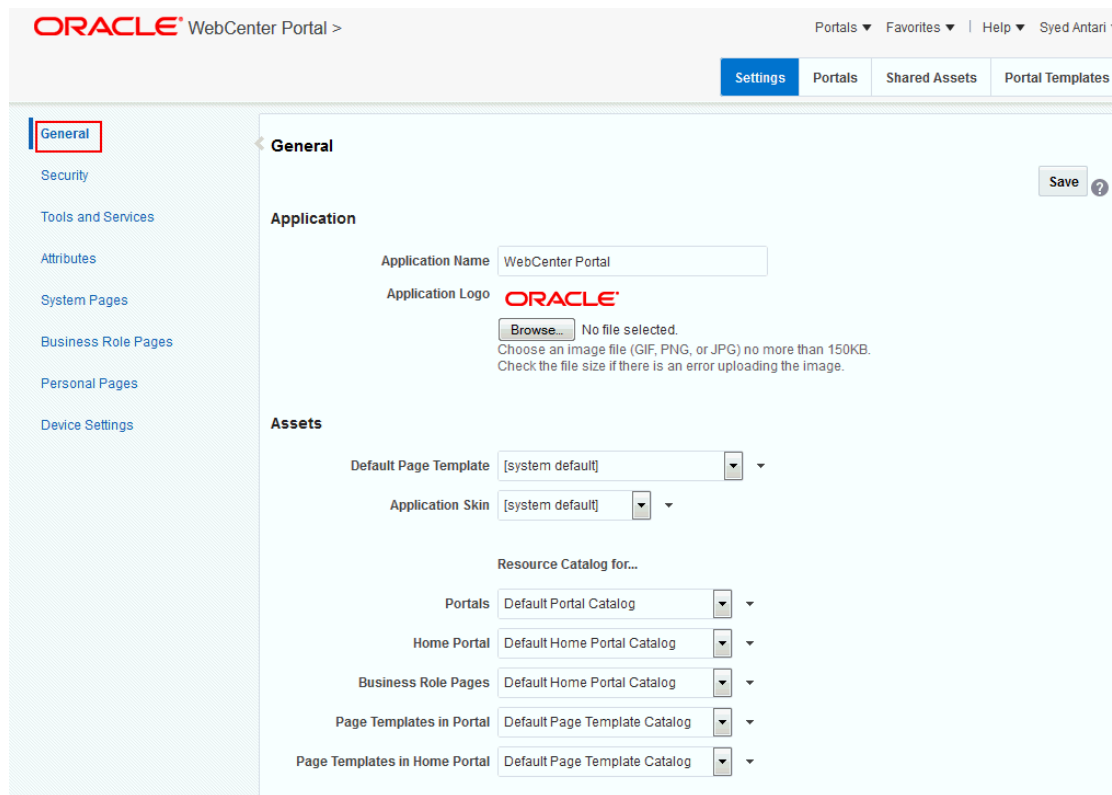 ORACLE® WebCenter Portal >
Portals Favorites | Help Syed Antari
Settings Portals Shared Assets Portal Templates
General
Security
Tools and Services
Attributes
System Pages
Business Role Pages
Personal Pages
Device Settings
General
Save ?
Application
Application Name WebCenter Portal
Application Logo ORACLE®
Browse... No file selected.
Choose an image file (GIF, PNG, or JPG) no more than 150KB.
Check the file size if there is an error uploading the image.
Assets
Default Page Template [system default]
Application Skin [system default]
Resource Catalog for...
Portals Default Portal Catalog
Home Portal Default Home Portal Catalog
Business Role Pages Default Home Portal Catalog
Page Templates in Portal Default Page Template Catalog
Page Templates in Home Portal Default Page Template Catalog